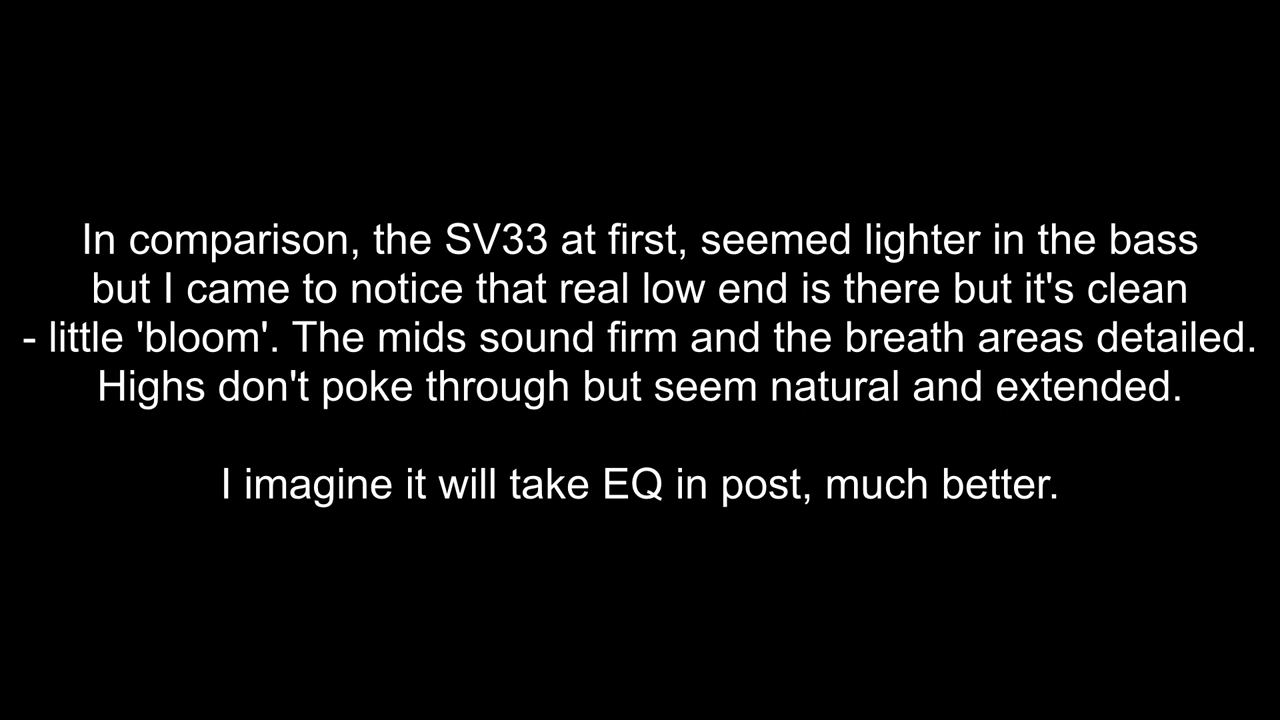 In comparison, the SV33 at first, seemed lighter in the bass
but I came to notice that real low end is there but it's clean
- little 'bloom'. The mids sound firm and the breath areas detailed.
Highs don't poke through but seem natural and extended.
I imagine it will take EQ in post, much better.